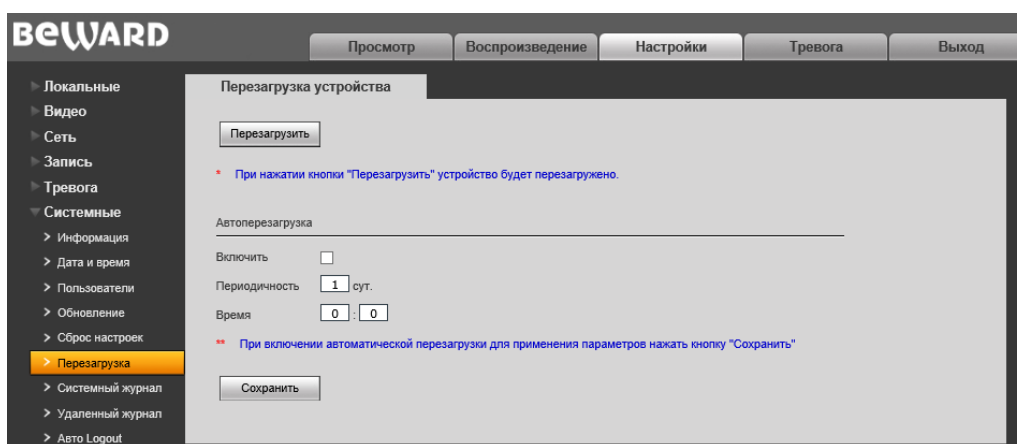 BEWARD
Просмотр
Воспроизведение
Настройки
Тревога
Выход
Локальные
Видео
Сеть
Запись
Тревога
Системные
Информация
Дата и время
Пользователи
Обновление
Сброс настроек
Перезагрузка
Системный журнал
Удаленный журнал
Авто Logout
Перезагрузка устройства
Перезагрузить
* При нажатии кнопки "Перезагрузить" устройство будет перезагружено.
Автоперезагрузка
Включить
Периодичность 1 сут.
Время 0 : 0
** При включении автоматической перезагрузки для применения параметров нажать кнопку "Сохранить"
Сохранить